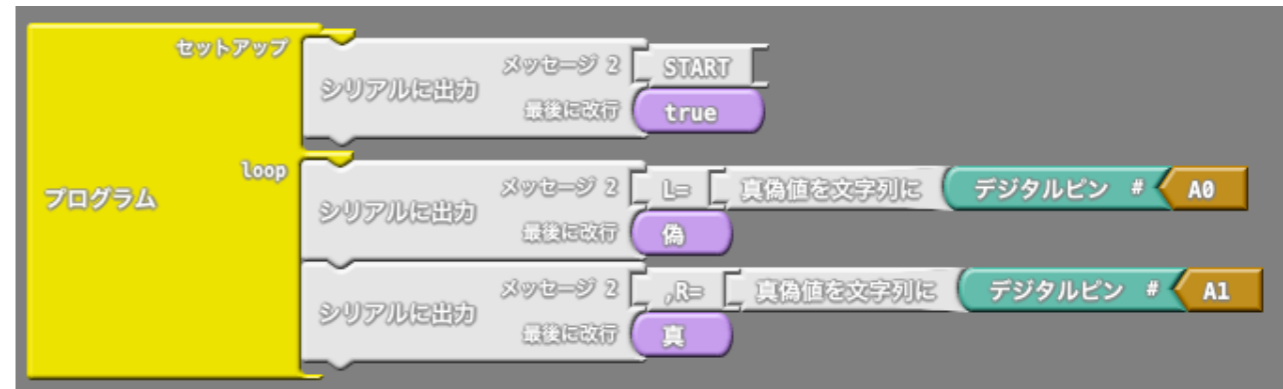 セットアップ
シリアルに出力
メッセージ 2
START
最後に改行
true
プログラム
loop
シリアルに出力
メッセージ 2
L=
真偽値を文字列に
デジタルピン #
A0
最後に改行
偽
シリアルに出力
メッセージ 2
,R=
真偽値を文字列に
デジタルピン #
A1
最後に改行
真